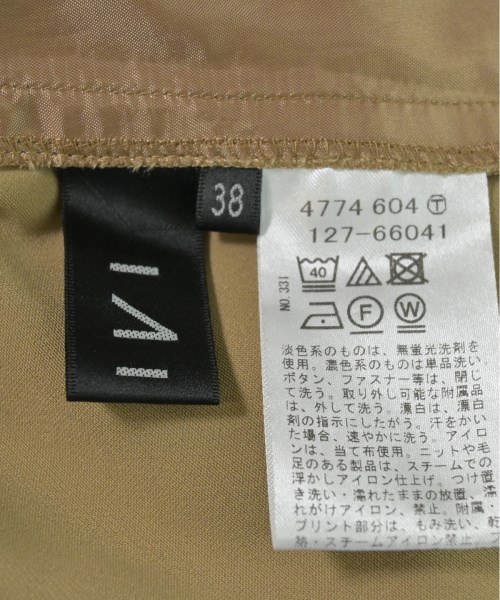 38
4774 604 Ⓣ
127-66041
NO.331
40
F
W
淡色系のものは、無蛍光洗剤を
使用。濃色系のものは単品洗い。
ボタン、ファスナー等は、閉じ
て洗う。取り外し可能な附属品
は、外して洗う。漂白は、漂白
剤の指示にしたがう。汗をかい
た場合、速やかに洗う。アイロ
ンは、当て布使用。ニットや毛
足のある製品は、スチームでの
浮かしアイロン仕上げ。つけ置
き洗い・濡れたままの放置、濡
れがけアイロン、禁止。附属・
プリント部分は、もみ洗い、乾
熱・スチームアイロン禁止。